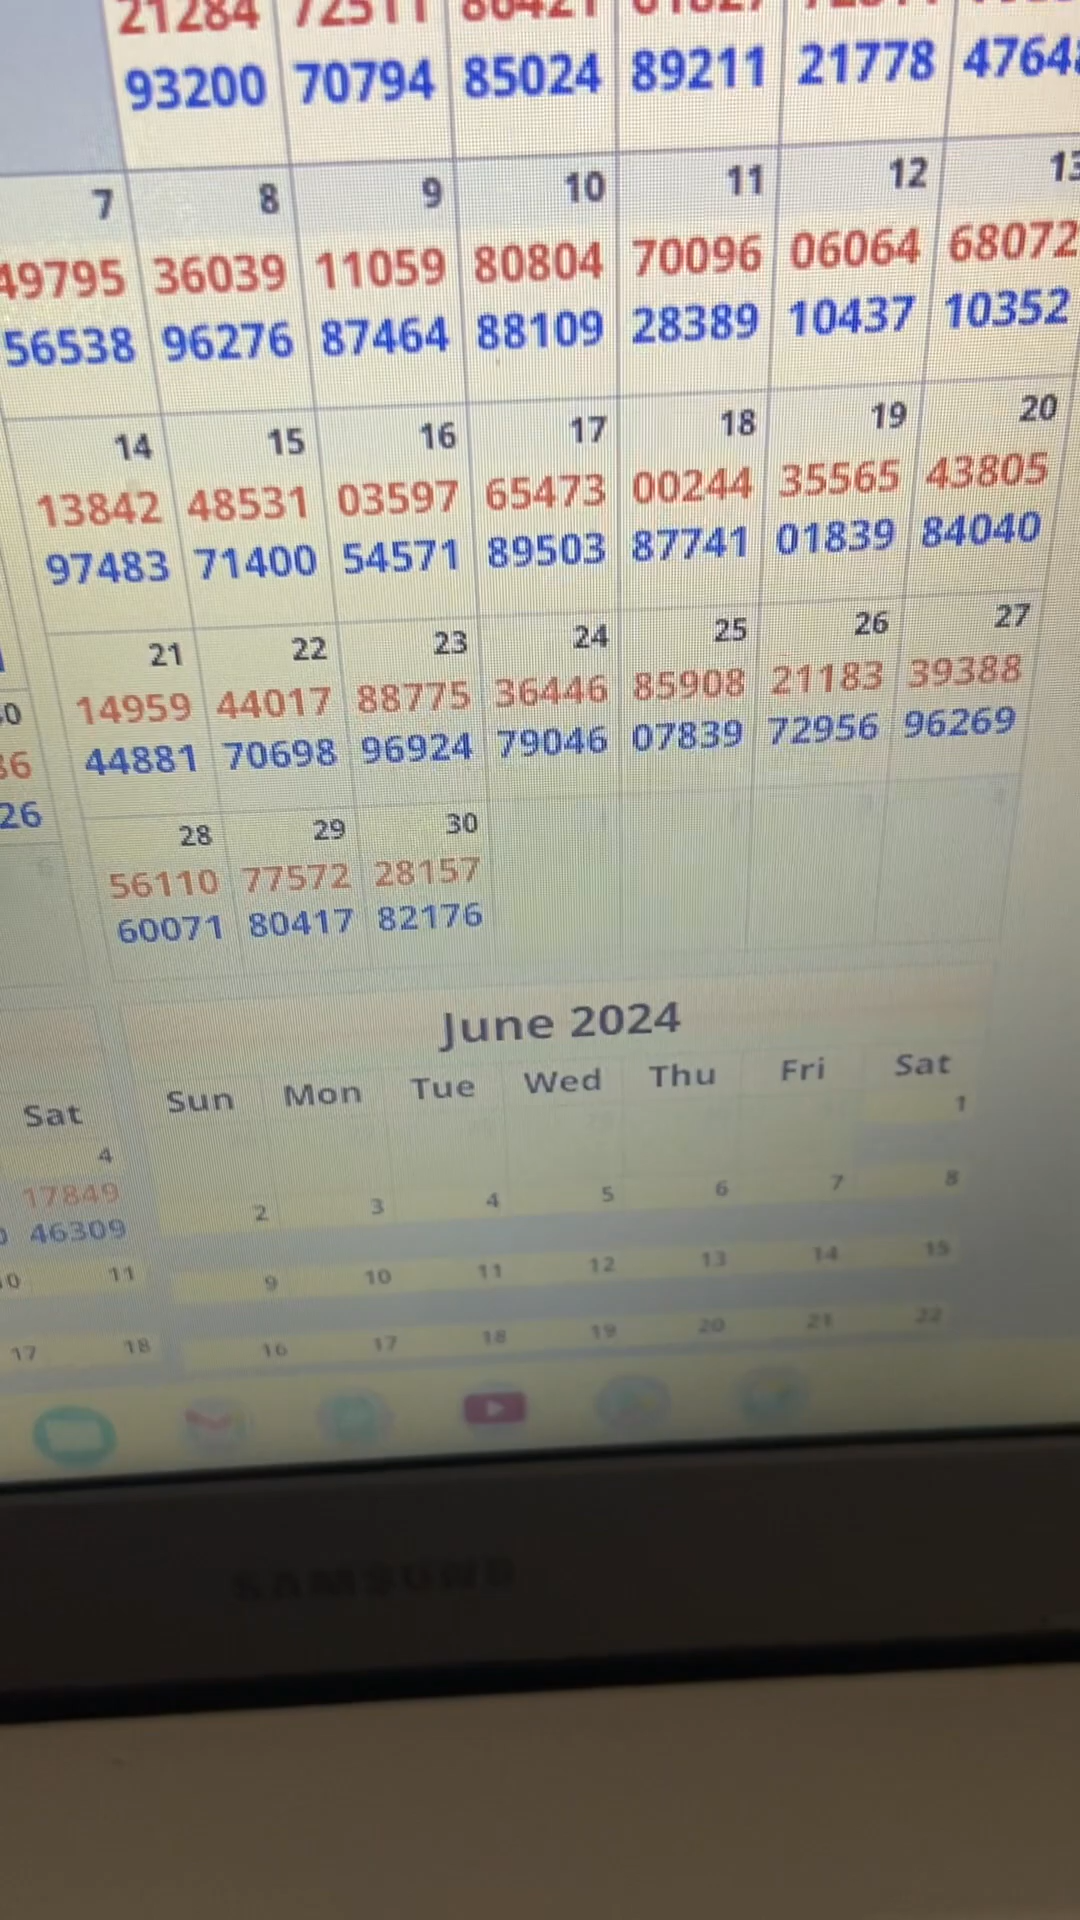 93200 70794 85024 89211 21778
7 8 9 10 11 12 13
49795 36039 11059 80804 70096 06064 68072
56538 96276 87464 88109 28389 10437 10352
14 15 16 17 18 19 20
13842 48531 03597 65473 00244 35565 43805
97483 71400 54571 89503 87741 01839 84040
21 22 23 24 25 26 27
14959 44017 88775 36446 85908 21183 39388
44881 70698 96924 79046 07839 72956 96269
26
28 29 30
56110 77572 28157
60071 80417 82176
June 2024
Sun Mon Tue Wed Thu Fri Sat
1
2 3 4 5 6 7 8
9 10 11 12 13 14 15
16 17 18 19 20 21 22
Sat
4
17849
46309
11
17 18
SAMSUNG